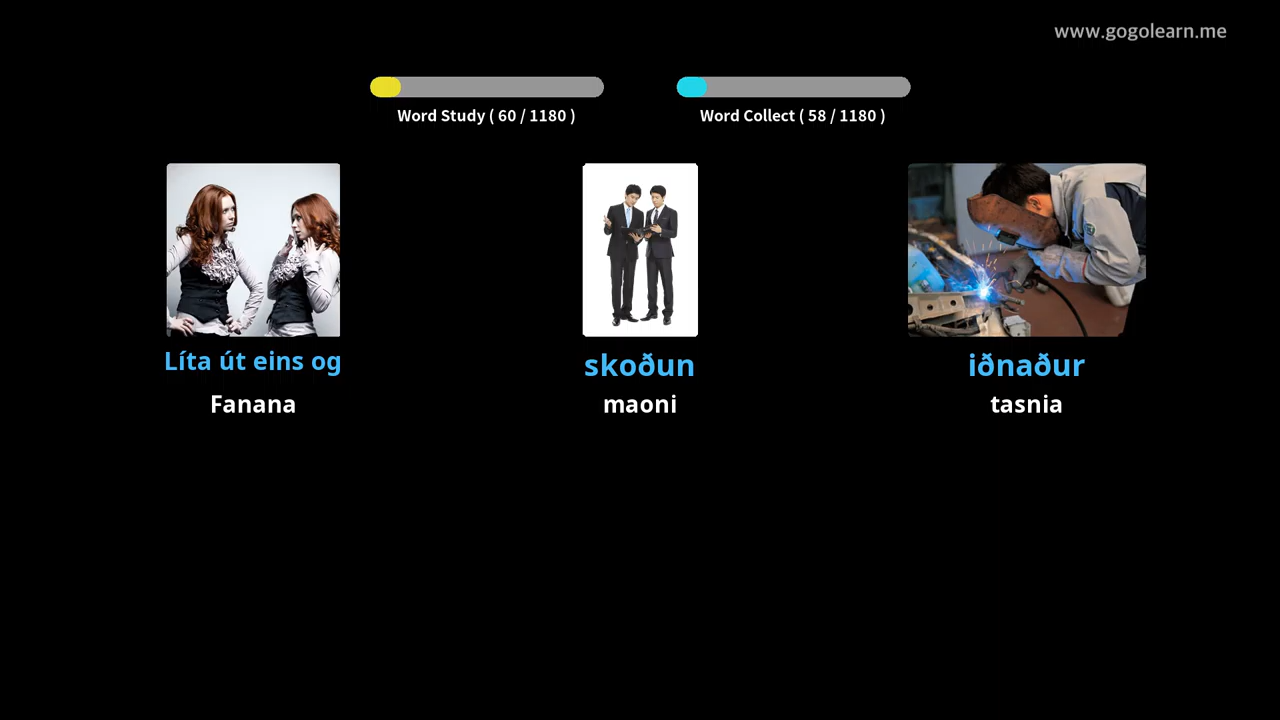 www.gogolearn.me
Word Study ( 60 / 1180 )
Word Collect ( 58 / 1180 )
Líta út eins og
skoðun
iðnaður
Fanana
maoni
tasnia